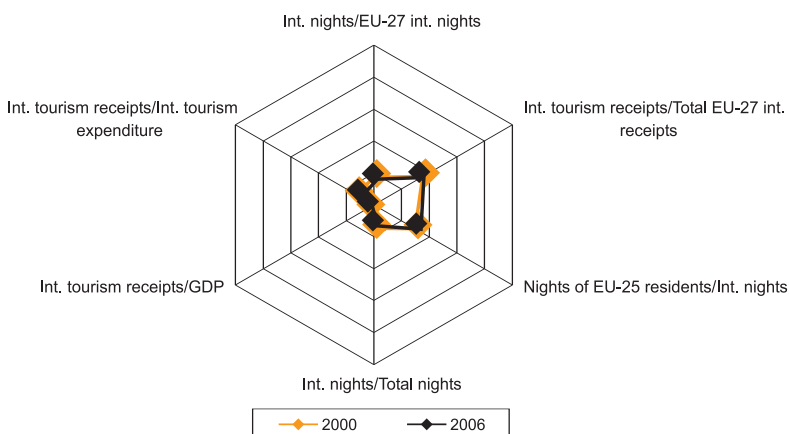 Int. nights/EU-27 int. nights
Int. tourism receipts/Int. tourism
expenditure
Int. tourism receipts/Total EU-27 int.
receipts
Int. tourism receipts/GDP
Nights of EU-25 residents/Int. nights
Int. nights/Total nights
2000
2006